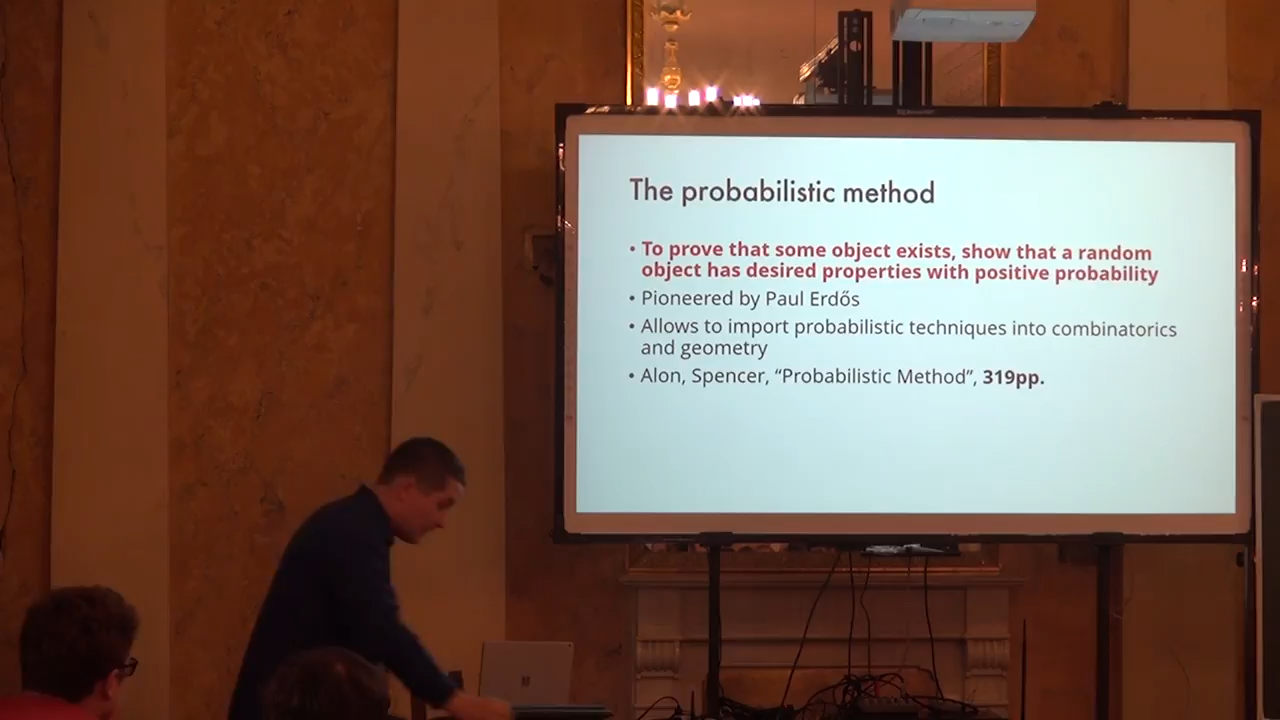 The probabilistic method
• To prove that some object exists, show that a random
object has desired properties with positive probability
• Pioneered by Paul Erdős
• Allows to import probabilistic techniques into combinatorics
and geometry
• Alon, Spencer, “Probabilistic Method”, 319pp.